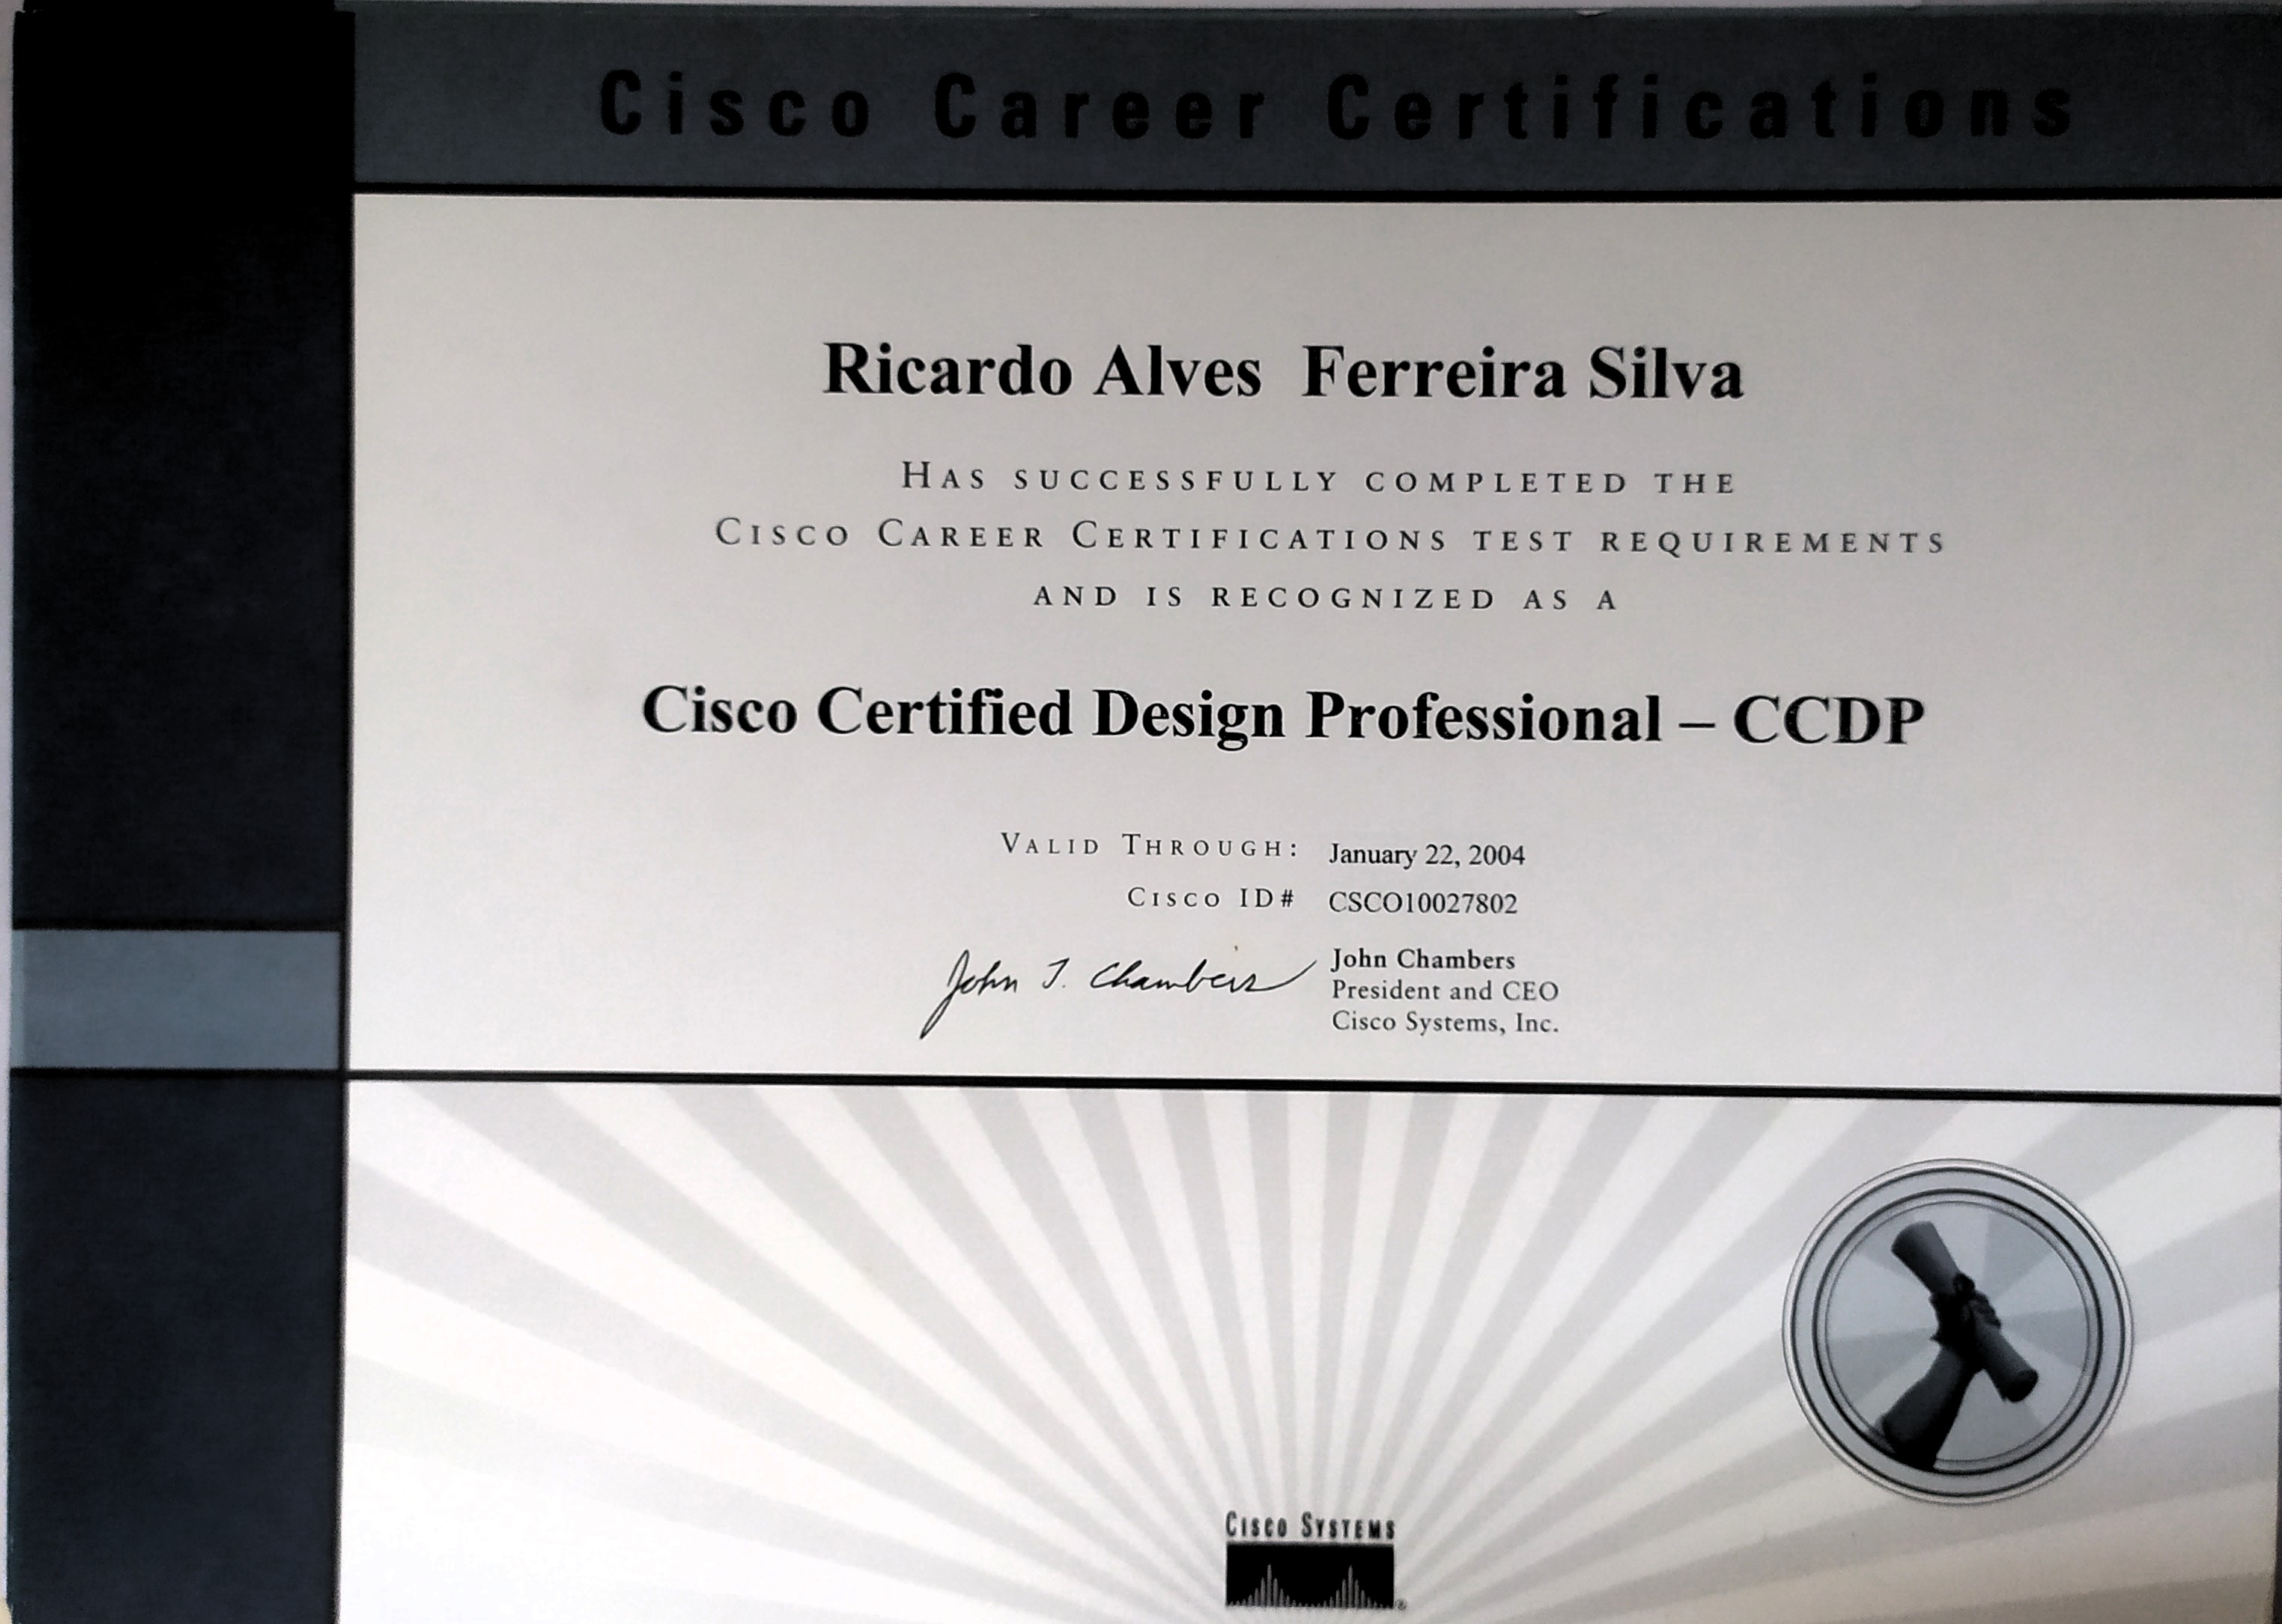 Cisco Career Certifications
Ricardo Alves Ferreira Silva
HAS SUCCESSFULLY COMPLETED THE
CISCO CAREER CERTIFICATIONS TEST REQUIREMENTS
AND IS RECOGNIZED AS A
Cisco Certified Design Professional – CCDP
VALID THROUGH: January 22, 2004
CISCO ID# CSCO10027802
John T. Chambers
John Chambers
President and CEO
Cisco Systems, Inc.
CISCO SYSTEMS
®